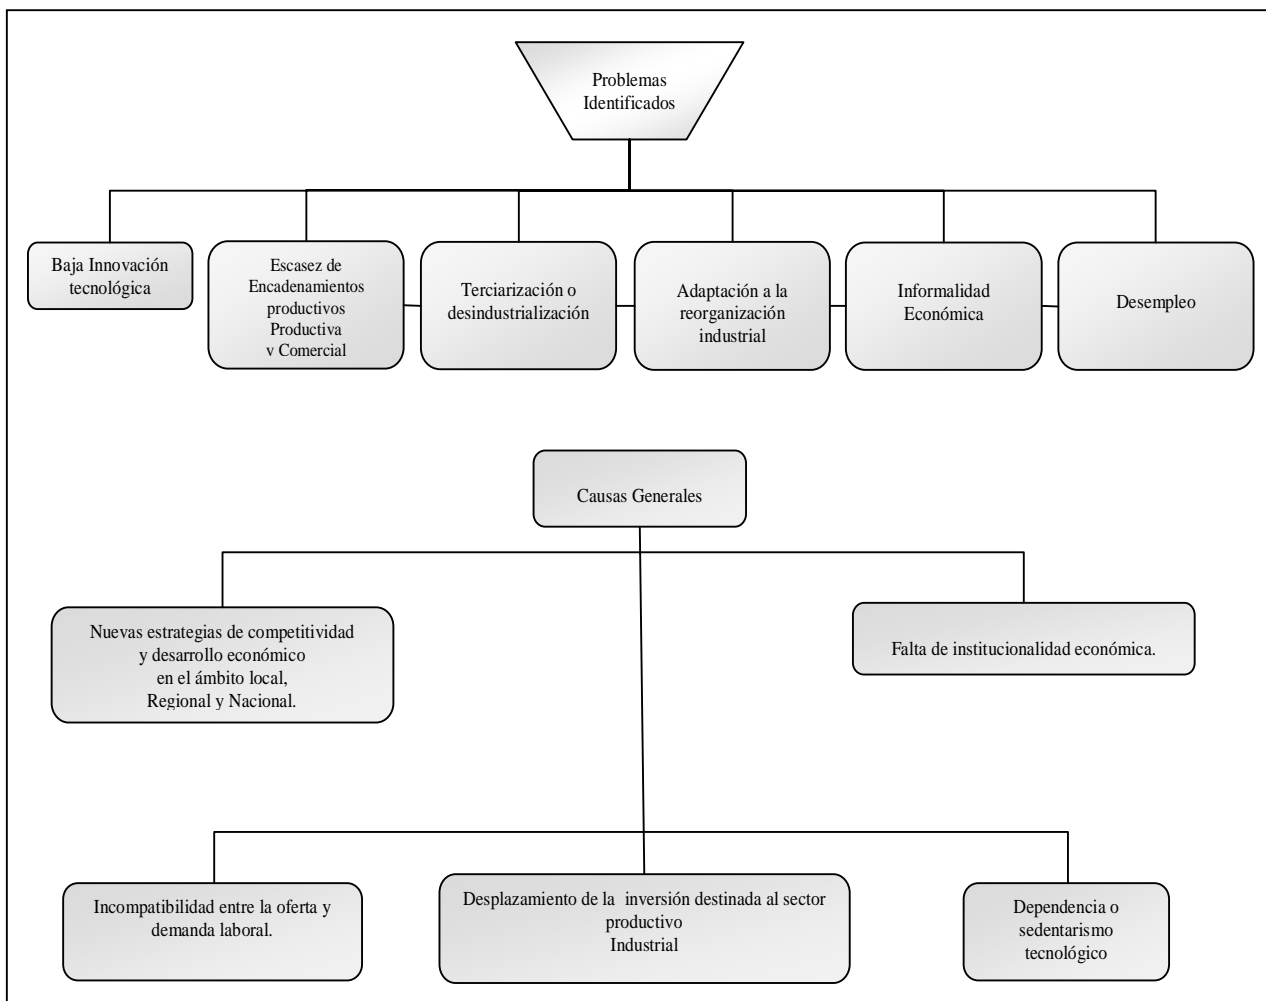 Problemas
Identificados
Baja Innovación
tecnológica
Escasez de
Encadenamientos
productivos
Productiva
y Comercial
Terciarización o
desindustrialización
Adaptación a la
reorganización
industrial
Informalidad
Económica
Desempleo
Causas Generales
Nuevas estrategias de competitividad
y desarrollo económico
en el ámbito local,
Regional y Nacional.
Falta de institucionalidad económica.
Incompatibilidad entre la oferta y
demanda laboral.
Desplazamiento de la inversión destinada al sector
productivo
Industrial
Dependencia o
sedentarismo
tecnológico